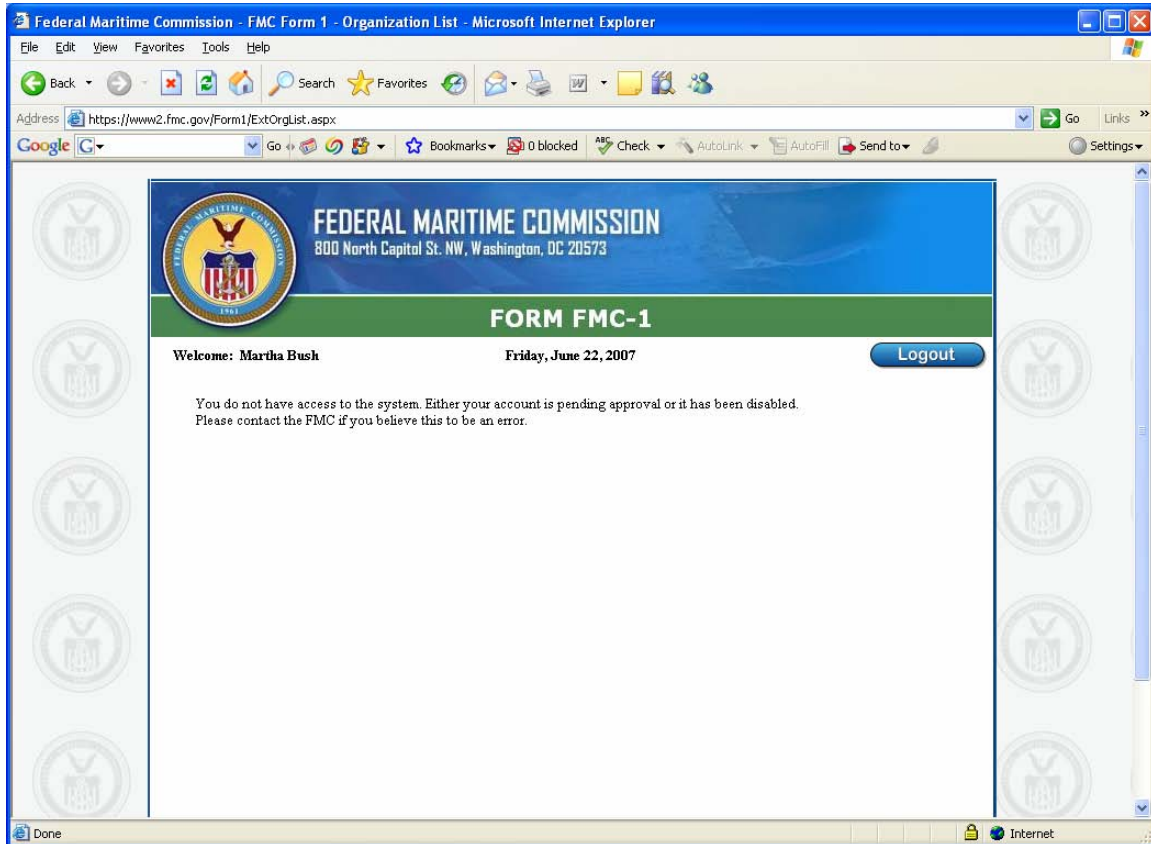 Federal Maritime Commission - FMC Form 1 - Organization List - Microsoft Internet Explorer
File Edit View Favorites Tools Help
Back Search Favorites W
Address https://www2.fmc.gov/Form1/ExtOrgList.aspx Go Links »
Google G Go Bookmarks 0 blocked ABC Check AutoLink AutoFill Send to Settings
FEDERAL MARITIME COMMISSION
800 North Capitol St. NW, Washington, DC 20573
FEDERAL MARITIME COMMISSION
1961
FORM FMC-1
Welcome: Martha Bush Friday, June 22, 2007 Logout
You do not have access to the system. Either your account is pending approval or it has been disabled.
Please contact the FMC if you believe this to be an error.
Done Internet